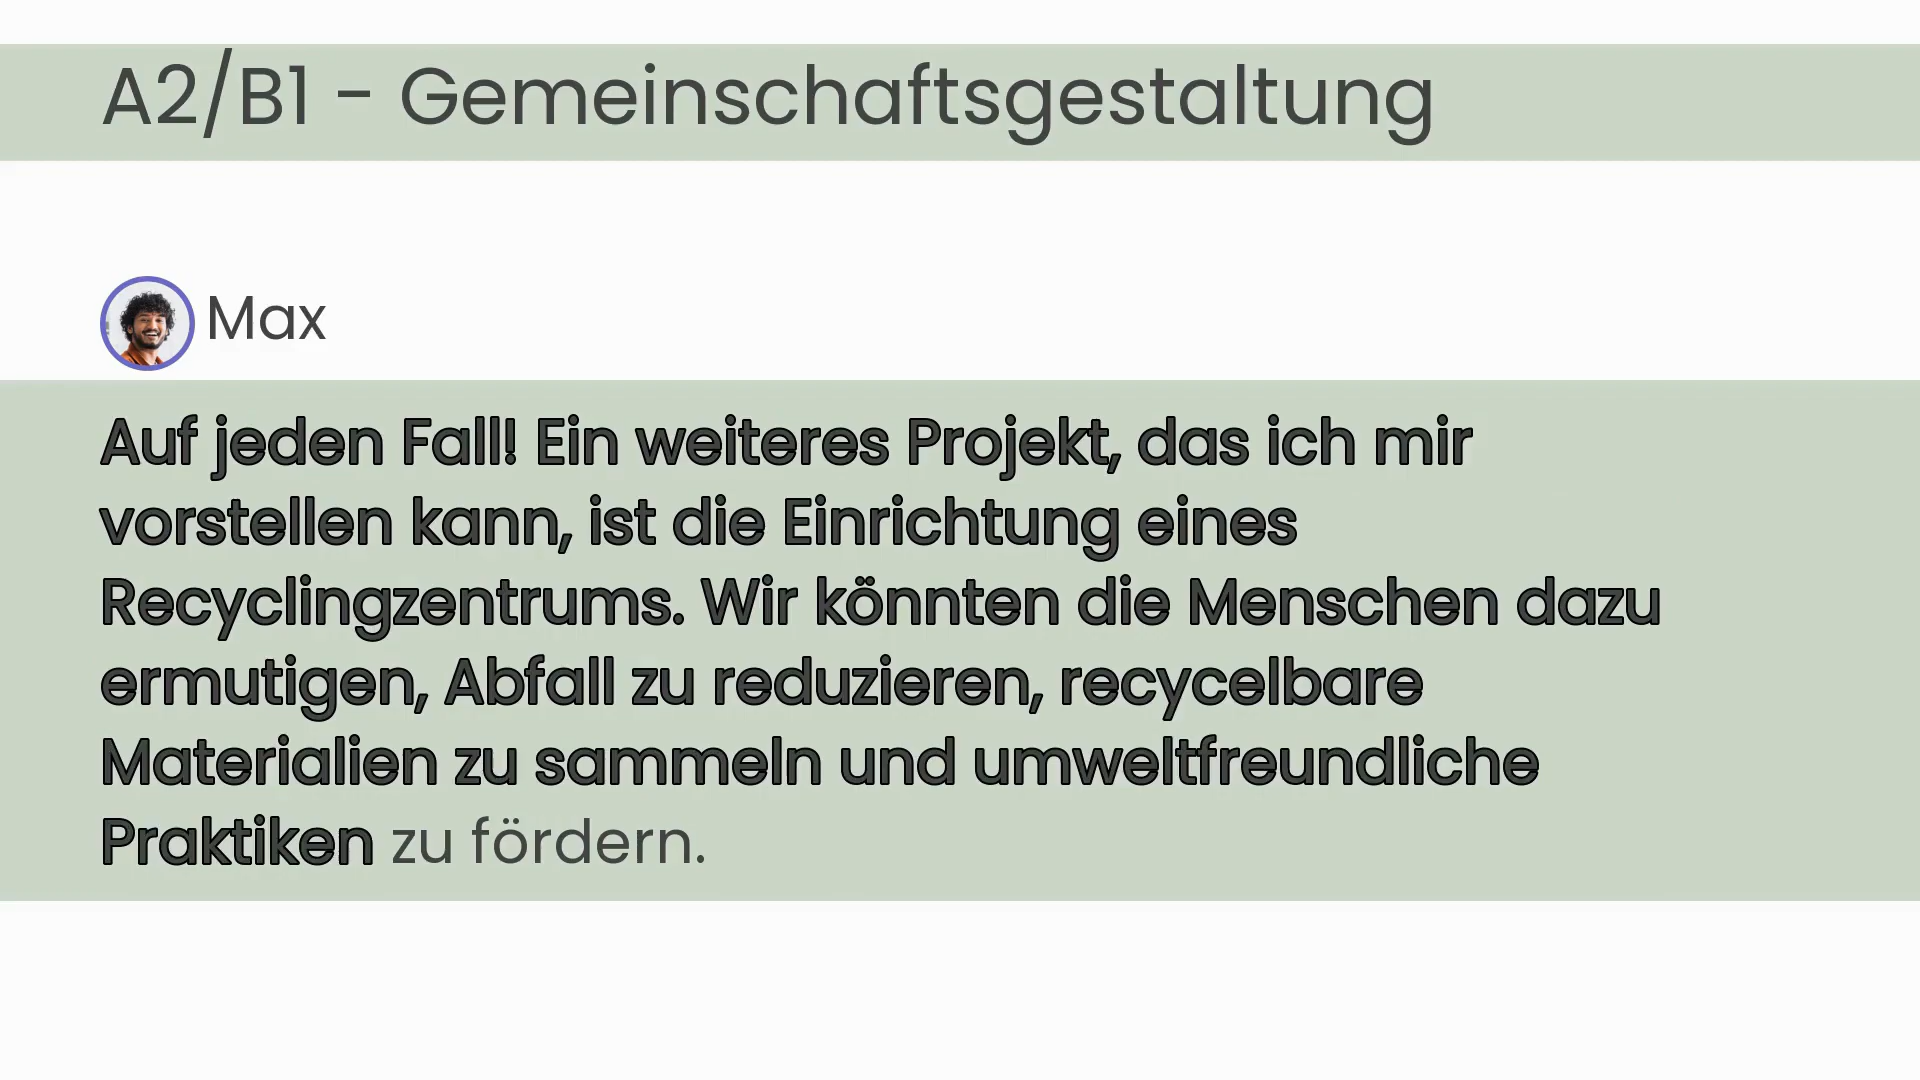 A2/B1 - Gemeinschaftsgestaltung
Max
Auf jeden Fall! Ein weiteres Projekt, das ich mir
vorstellen kann, ist die Einrichtung eines
Recyclingzentrums. Wir könnten die Menschen dazu
ermutigen, Abfall zu reduzieren, recycelbare
Materialien zu sammeln und umweltfreundliche
Praktiken zu fördern.